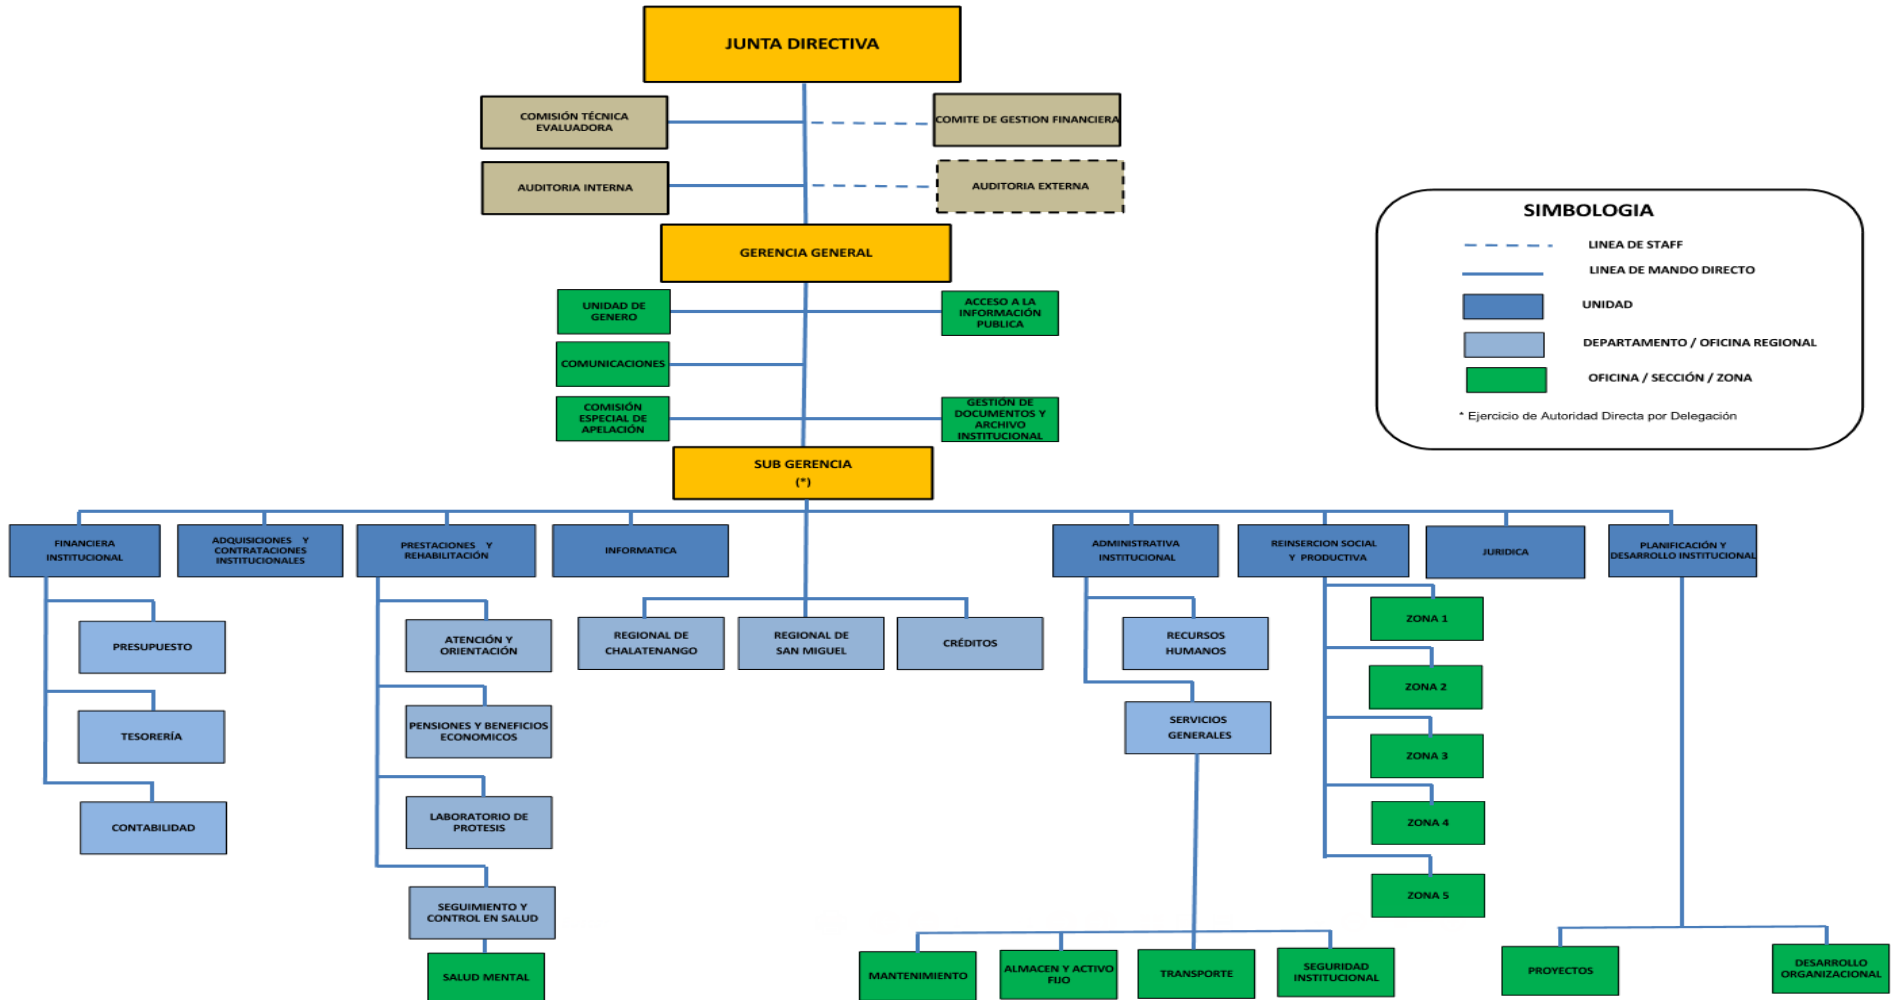 JUNTA DIRECTIVA
COMISIÓN TÉCNICA
EVALUADORA
COMITE DE GESTION FINANCIERA
AUDITORIA INTERNA
AUDITORIA EXTERNA
GERENCIA GENERAL
UNIDAD DE
GENERO
ACCESO A LA
INFORMACIÓN
PUBLICA
COMUNICACIONES
COMISIÓN
ESPECIAL DE
APELACIÓN
GESTIÓN DE
DOCUMENTOS Y
ARCHIVO
INSTITUCIONAL
SUB GERENCIA
(*)
SIMBOLOGIA
LINEA DE STAFF
LINEA DE MANDO DIRECTO
UNIDAD
DEPARTAMENTO / OFICINA REGIONAL
OFICINA / SECCIÓN / ZONA
* Ejercicio de Autoridad Directa por Delegación
FINANCIERA
INSTITUCIONAL
ADQUISICIONES Y
CONTRATACIONES
INSTITUCIONALES
PRESTACIONES Y
REHABILITACIÓN
INFORMATICA
ADMINISTRATIVA
INSTITUCIONAL
REINSERCION SOCIAL
Y PRODUCTIVA
JURIDICA
PLANIFICACIÓN Y
DESARROLLO INSTITUCIONAL
PRESUPUESTO
TESORERÍA
CONTABILIDAD
ATENCIÓN Y
ORIENTACIÓN
PENSIONES Y BENEFICIOS
ECONOMICOS
LABORATORIO DE
PROTESIS
SEGUIMIENTO Y
CONTROL EN SALUD
SALUD MENTAL
REGIONAL DE
CHALATENANGO
REGIONAL DE
SAN MIGUEL
CRÉDITOS
RECURSOS
HUMANOS
SERVICIOS
GENERALES
MANTENIMIENTO
ALMACEN Y ACTIVO
FIJO
TRANSPORTE
SEGURIDAD
INSTITUCIONAL
ZONA 1
ZONA 2
ZONA 3
ZONA 4
ZONA 5
PROYECTOS
DESARROLLO
ORGANIZACIONAL